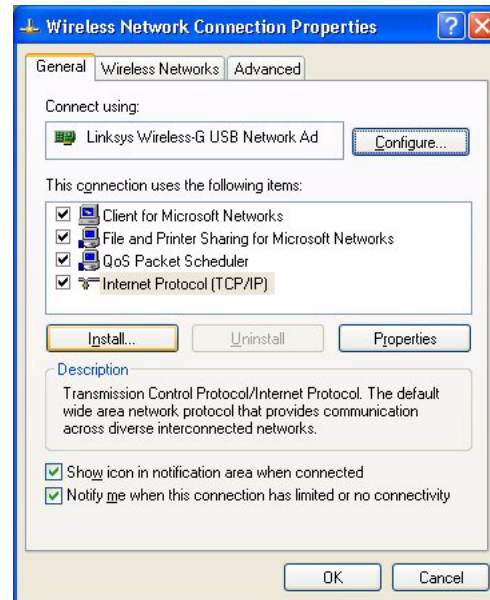 Wireless Network Connection Properties
General Wireless Networks Advanced
Connect using:
Linksys Wireless-G USB Network Ad Configure...
This connection uses the following items:
Client for Microsoft Networks
File and Printer Sharing for Microsoft Networks
QoS Packet Scheduler
Internet Protocol (TCP/IP)
Install... Uninstall Properties
Description
Transmission Control Protocol/Internet Protocol. The default
wide area network protocol that provides communication
across diverse interconnected networks.
Show icon in notification area when connected
Notify me when this connection has limited or no connectivity
OK Cancel